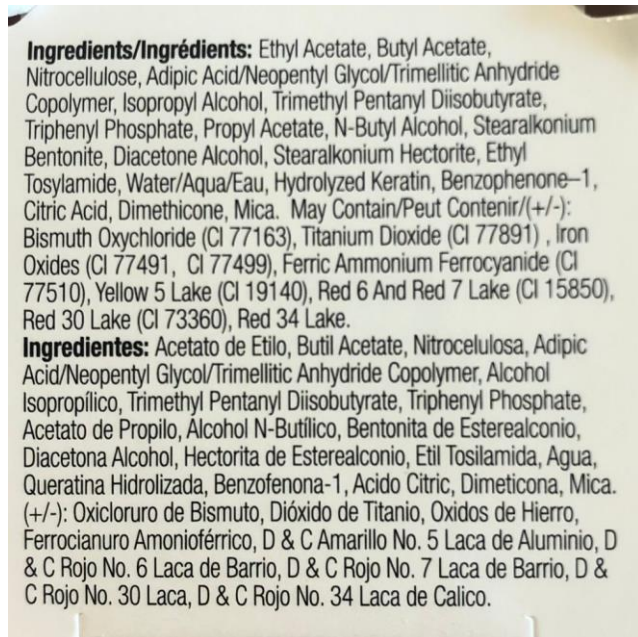 Ingredients/Ingrédients: Ethyl Acetate, Butyl Acetate,
Nitrocellulose, Adipic Acid/Neopentyl Glycol/Trimellitic Anhydride
Copolymer, Isopropyl Alcohol, Trimethyl Pentanyl Diisobutyrate,
Triphenyl Phosphate, Propyl Acetate, N-Butyl Alcohol, Stearalkonium
Bentonite, Diacetone Alcohol, Stearalkonium Hectorite, Ethyl
Tosylamide, Water/Aqua/Eau, Hydrolyzed Keratin, Benzophenone–1,
Citric Acid, Dimethicone, Mica. May Contain/Peut Contenir/(+/-):
Bismuth Oxychloride (CI 77163), Titanium Dioxide (CI 77891) , Iron
Oxides (CI 77491, CI 77499), Ferric Ammonium Ferrocyanide (CI
77510), Yellow 5 Lake (CI 19140), Red 6 And Red 7 Lake (CI 15850),
Red 30 Lake (CI 73360), Red 34 Lake.
Ingredientes: Acetato de Etilo, Butil Acetate, Nitrocelulosa, Adipic
Acid/Neopentyl Glycol/Trimellitic Anhydride Copolymer, Alcohol
Isopropílico, Trimethyl Pentanyl Diisobutyrate, Triphenyl Phosphate,
Acetato de Propilo, Alcohol N-Butílico, Bentonita de Esterealconio,
Diacetona Alcohol, Hectorita de Esterealconio, Etil Tosilamida, Agua,
Queratina Hidrolizada, Benzofenona-1, Acido Citric, Dimeticona, Mica.
(+/-): Oxicloruro de Bismuto, Dióxido de Titanio, Oxidos de Hierro,
Ferrocianuro Amonioférrico, D & C Amarillo No. 5 Laca de Aluminio, D
& C Rojo No. 6 Laca de Barrio, D & C Rojo No. 7 Laca de Barrio, D &
C Rojo No. 30 Laca, D & C Rojo No. 34 Laca de Calico.